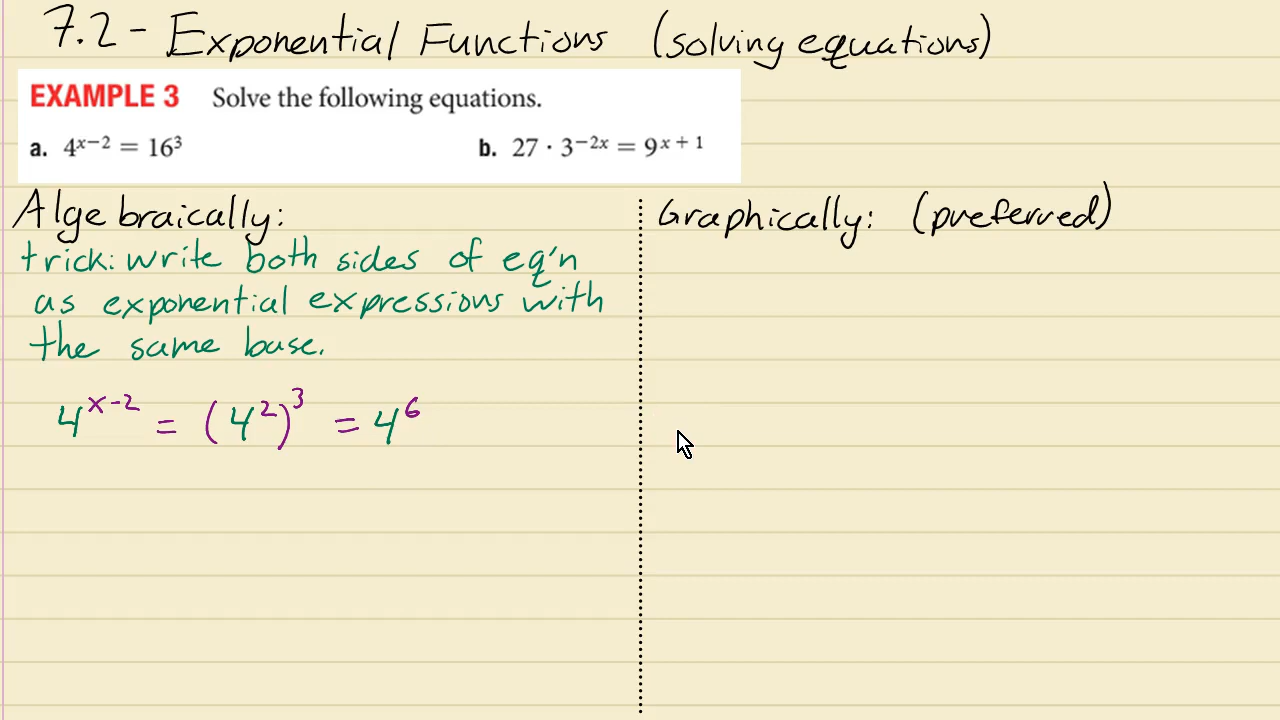 7.2 - Exponential Functions (solving equations)
EXAMPLE 3 Solve the following equations.
a. 4^{x−2} = 16^3 b. 27 · 3^{−2x} = 9^{x + 1}
Algebraically:
trick: write both sides of eq'n
as exponential expressions with
the same base.
4^{x-2} = (4^2)^3 = 4^6
Graphically: (preferred)